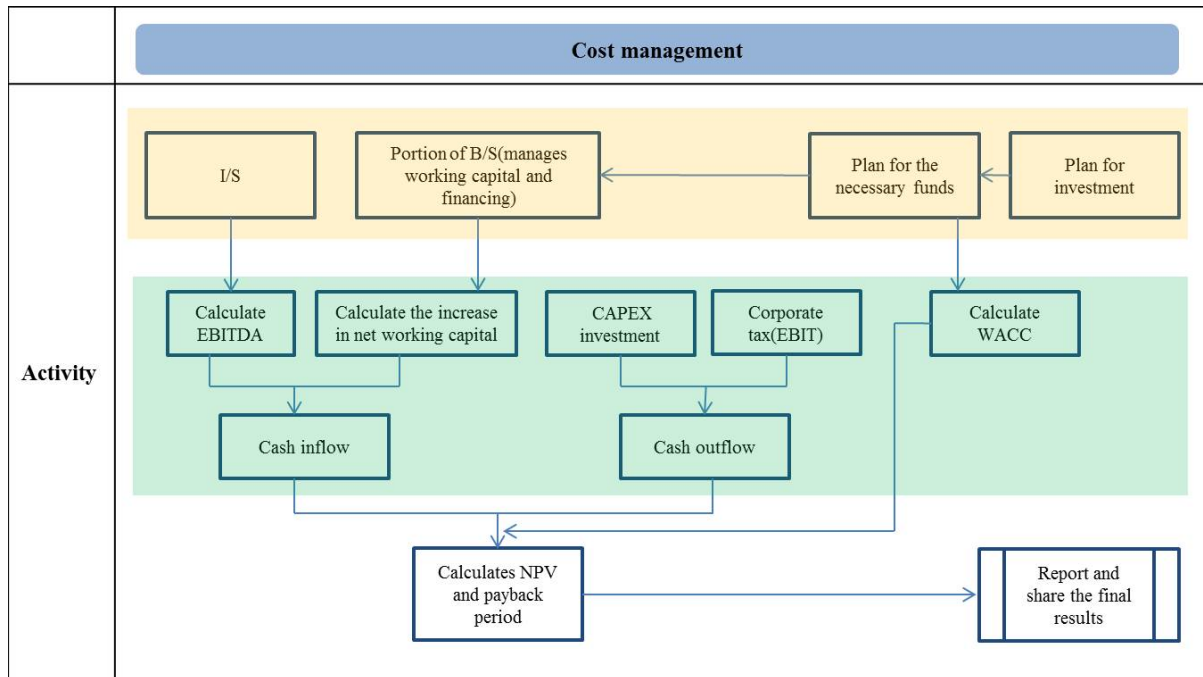 Cost management
Activity
I/S
Portion of B/S(manages
working capital and
financing)
Plan for the
necessary funds
Plan for
investment
Calculate
EBITDA
Calculate the increase
in net working capital
CAPEX
investment
Corporate
tax(EBIT)
Calculate
WACC
Cash inflow
Cash outflow
Calculates NPV
and payback
period
Report and
share the final
results